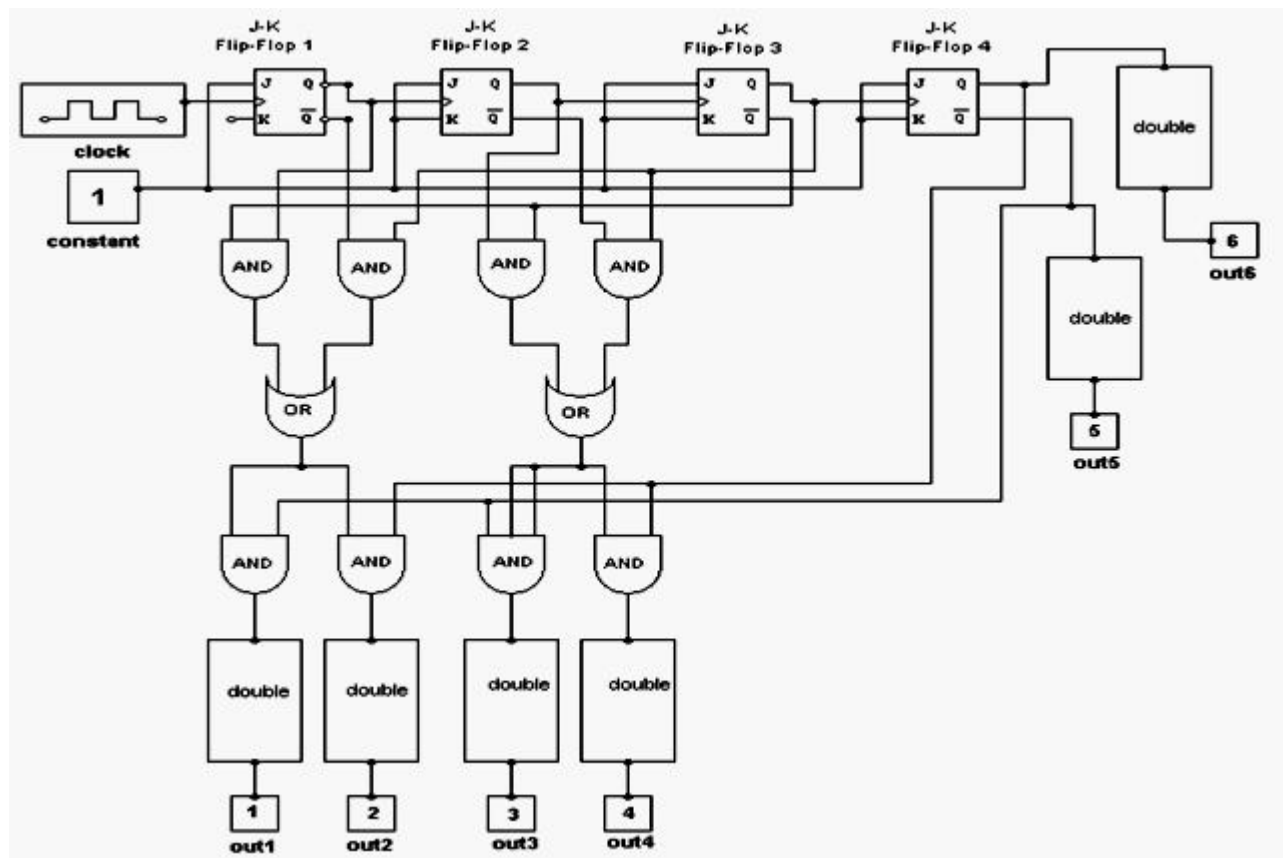 J-K
Flip-Flop 1
J-K
Flip-Flop 2
J-K
Flip-Flop 3
J-K
Flip-Flop 4
J Q
K Q
J Q
K Q
J Q
K Q
J Q
K Q
clock
1
constant
double
6
out6
AND
AND
AND
AND
double
5
out5
OR
OR
AND
AND
AND
AND
double
double
double
double
1
2
3
4
out1
out2
out3
out4